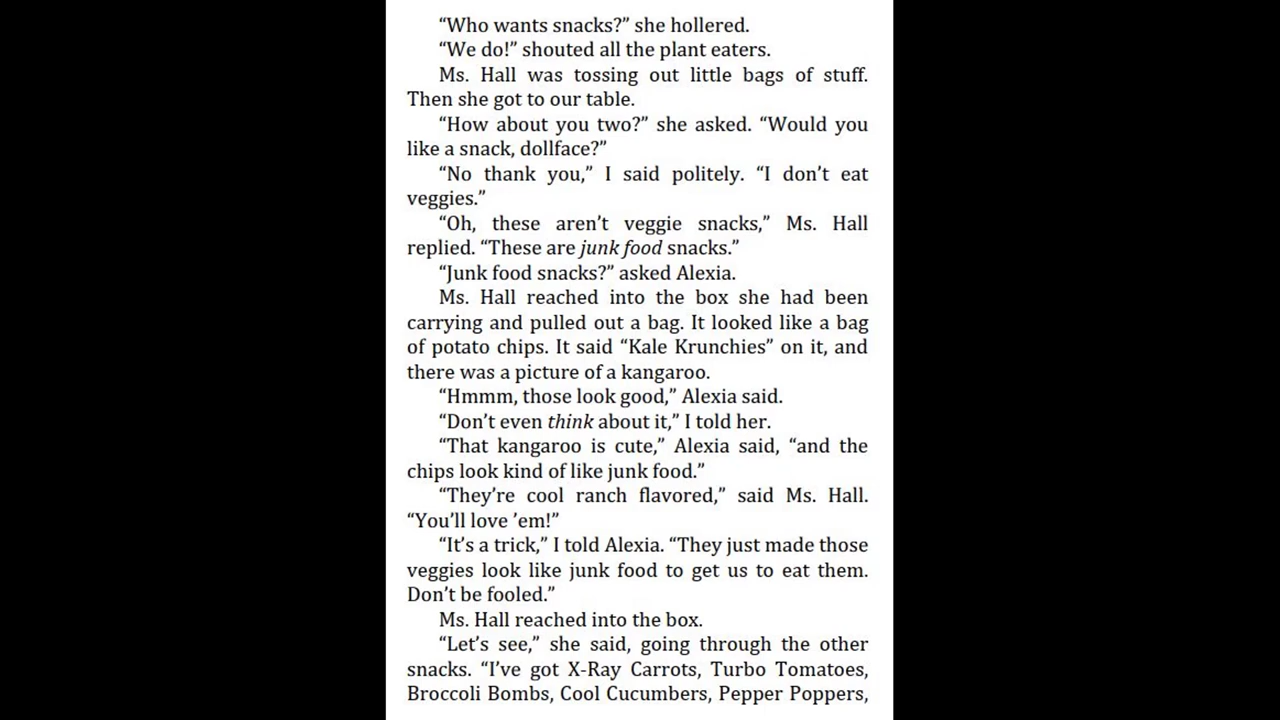 “Who wants snacks?” she hollered.
“We do!” shouted all the plant eaters.
Ms. Hall was tossing out little bags of stuff.
Then she got to our table.
“How about you two?” she asked. “Would you
like a snack, dollface?”
“No thank you,” I said politely. “I don’t eat
veggies.”
“Oh, these aren’t veggie snacks,” Ms. Hall
replied. “These are junk food snacks.”
“Junk food snacks?” asked Alexia.
Ms. Hall reached into the box she had been
carrying and pulled out a bag. It looked like a bag
of potato chips. It said “Kale Krunchies” on it, and
there was a picture of a kangaroo.
“Hmmm, those look good,” Alexia said.
“Don’t even think about it,” I told her.
“That kangaroo is cute,” Alexia said, “and the
chips look kind of like junk food.”
“They’re cool ranch flavored,” said Ms. Hall.
“You’ll love ’em!”
“It’s a trick,” I told Alexia. “They just made those
veggies look like junk food to get us to eat them.
Don’t be fooled.”
Ms. Hall reached into the box.
“Let’s see,” she said, going through the other
snacks. “I’ve got X-Ray Carrots, Turbo Tomatoes,
Broccoli Bombs, Cool Cucumbers, Pepper Poppers,